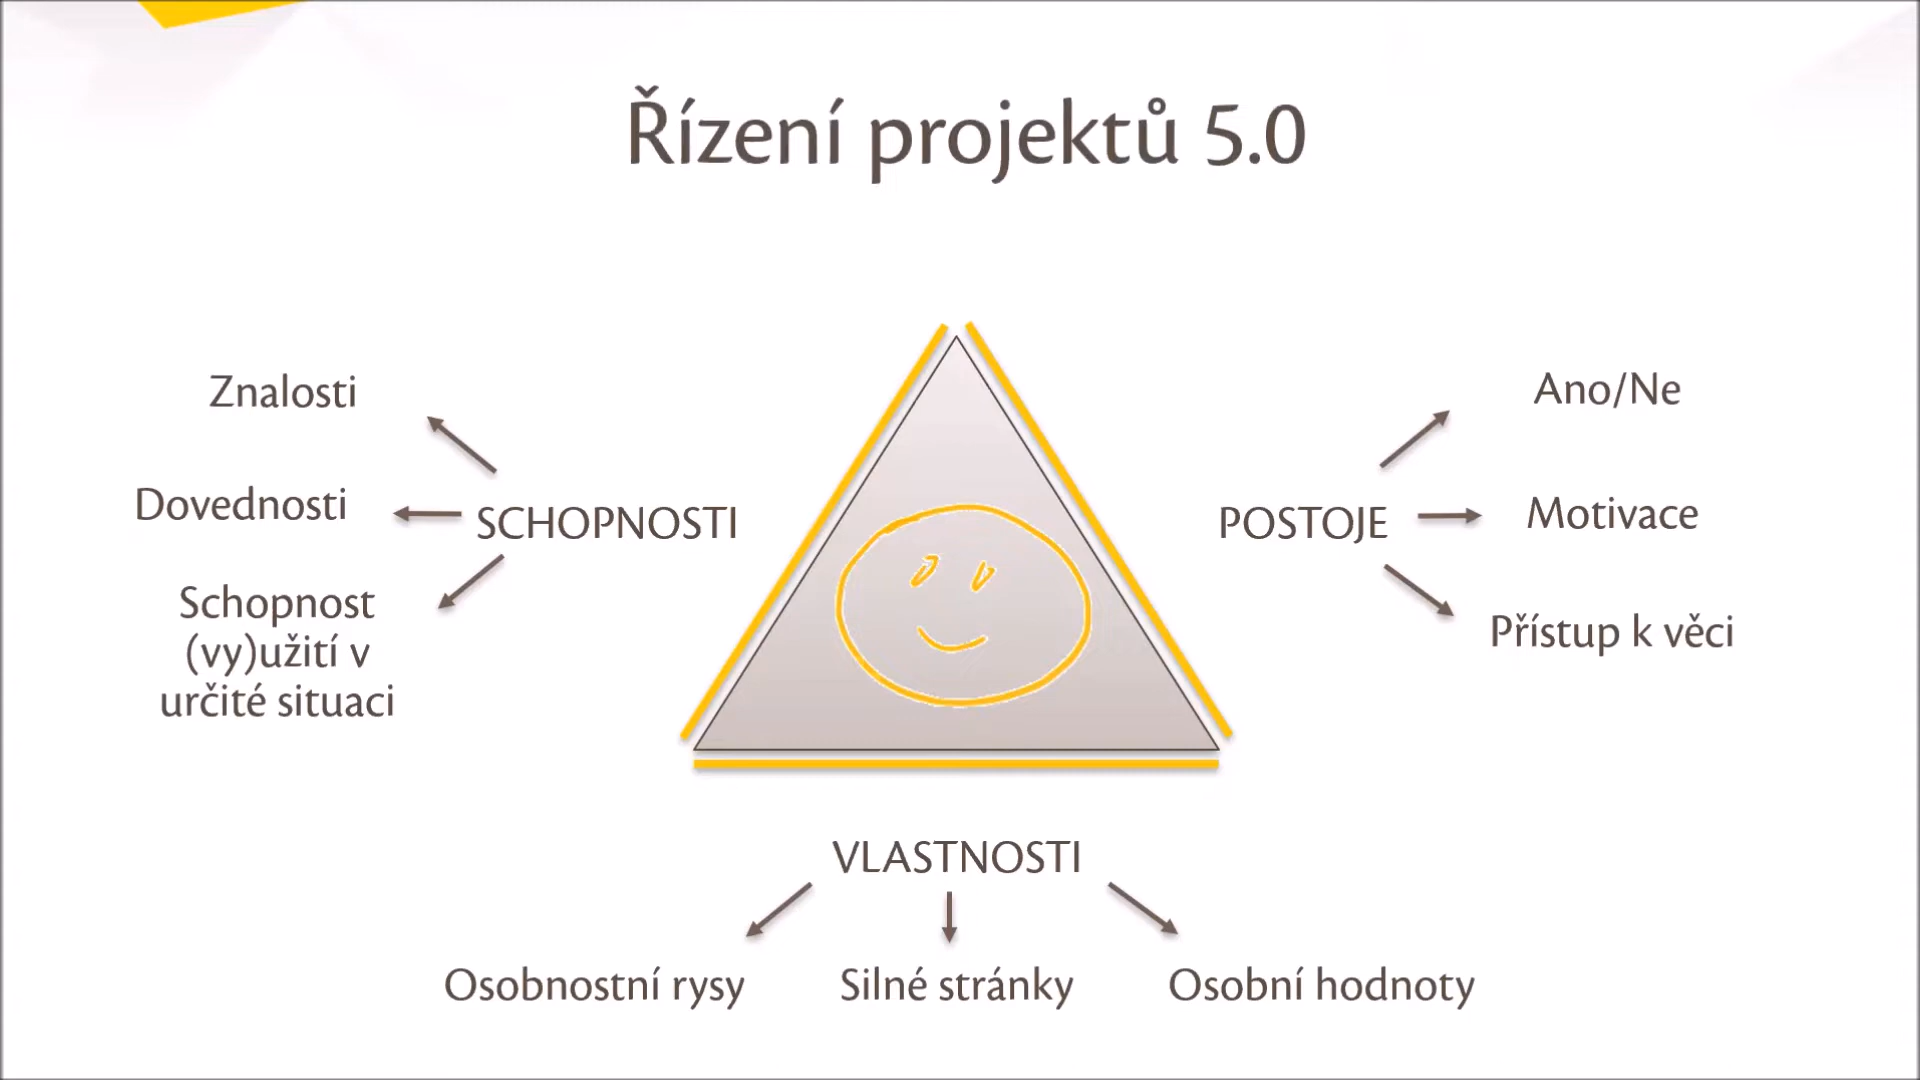 Řízení projektů 5.0
Znalosti
Dovednosti
SCHOPNOSTI
Schopnost
(vy)užití v
určité situaci
Ano/Ne
POSTOJE
Motivace
Přístup k věci
VLASTNOSTI
Osobnostní rysy
Silné stránky
Osobní hodnoty